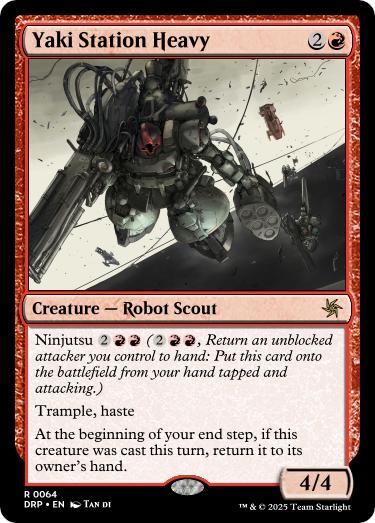 Yaki Station Heavy 2
Creature — Robot Scout
Ninjutsu 2 (2, Return an unblocked
attacker you control to hand: Put this card onto
the battlefield from your hand tapped and
attacking.)
Trample, haste
At the beginning of your end step, if this
creature was cast this turn, return it to its
owner's hand.
4/4
R 0064
DRP • EN TAN DI
™ & © 2025 Team Starlight